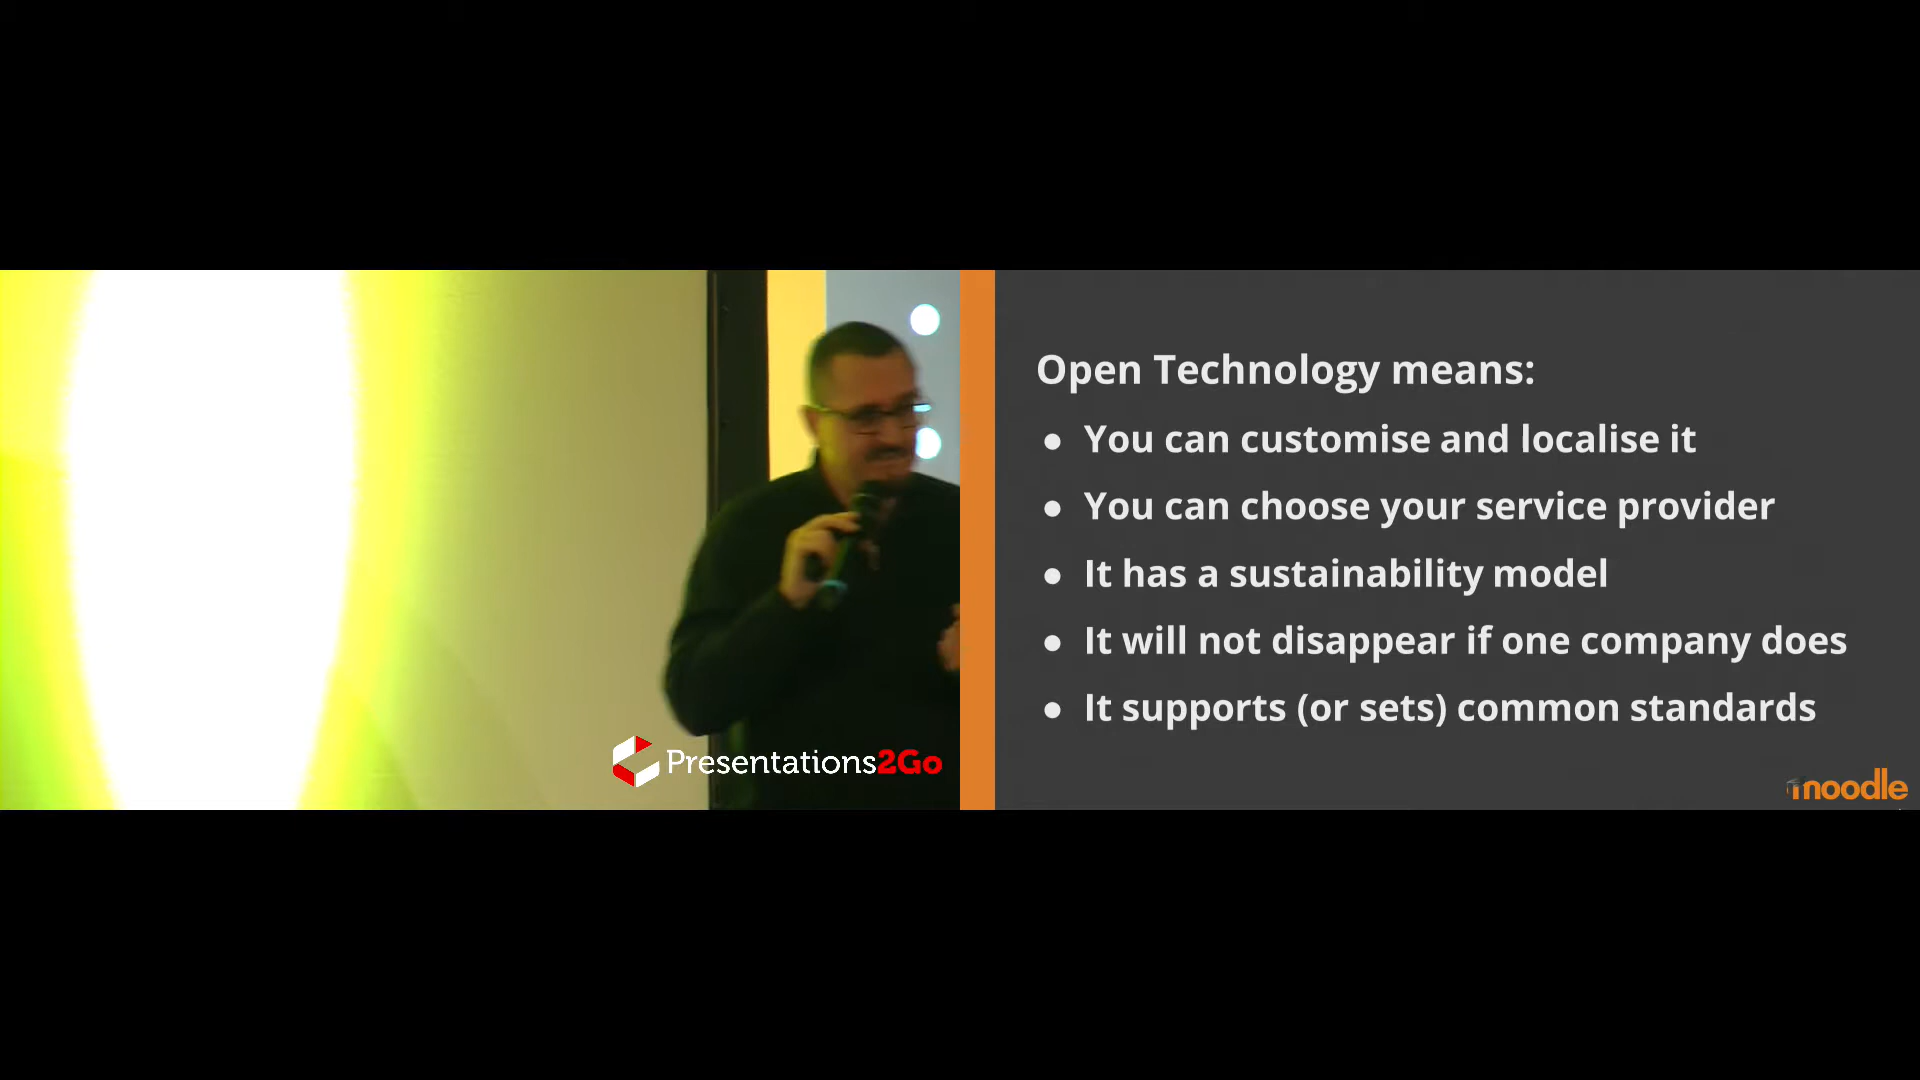 Open Technology means:
● You can customise and localise it
● You can choose your service provider
● It has a sustainability model
● It will not disappear if one company does
● It supports (or sets) common standards
Presentations2Go
moodle